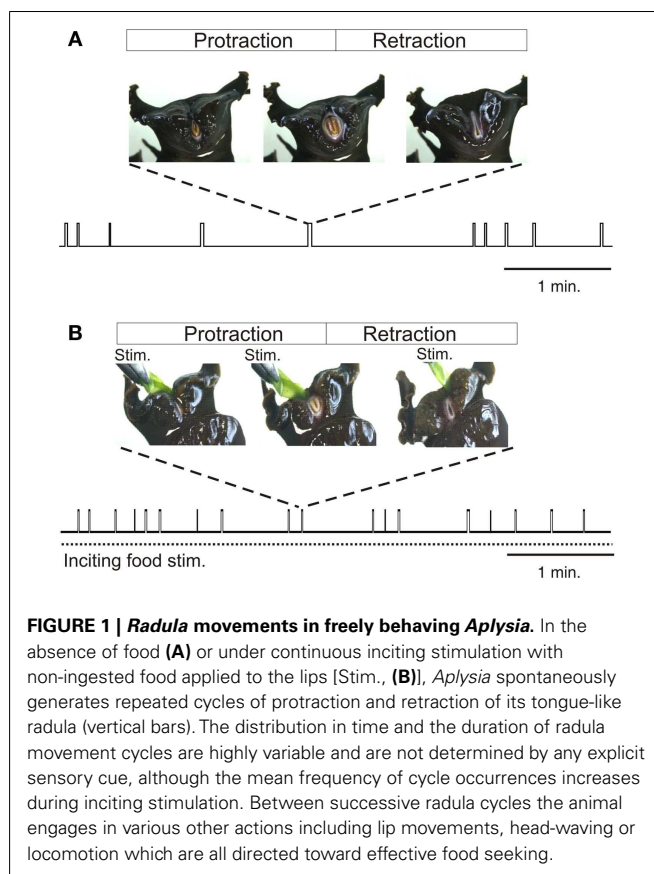 A
Protraction Retraction
1 min.
B
Protraction Retraction
Stim. Stim. Stim.
Inciting food stim.
1 min.
FIGURE 1 | Radula movements in freely behaving Aplysia. In the
absence of food (A) or under continuous inciting stimulation with
non-ingested food applied to the lips [Stim., (B)], Aplysia spontaneously
generates repeated cycles of protraction and retraction of its tongue-like
radula (vertical bars). The distribution in time and the duration of radula
movement cycles are highly variable and are not determined by any explicit
sensory cue, although the mean frequency of cycle occurrences increases
during inciting stimulation. Between successive radula cycles the animal
engages in various other actions including lip movements, head-waving or
locomotion which are all directed toward effective food seeking.